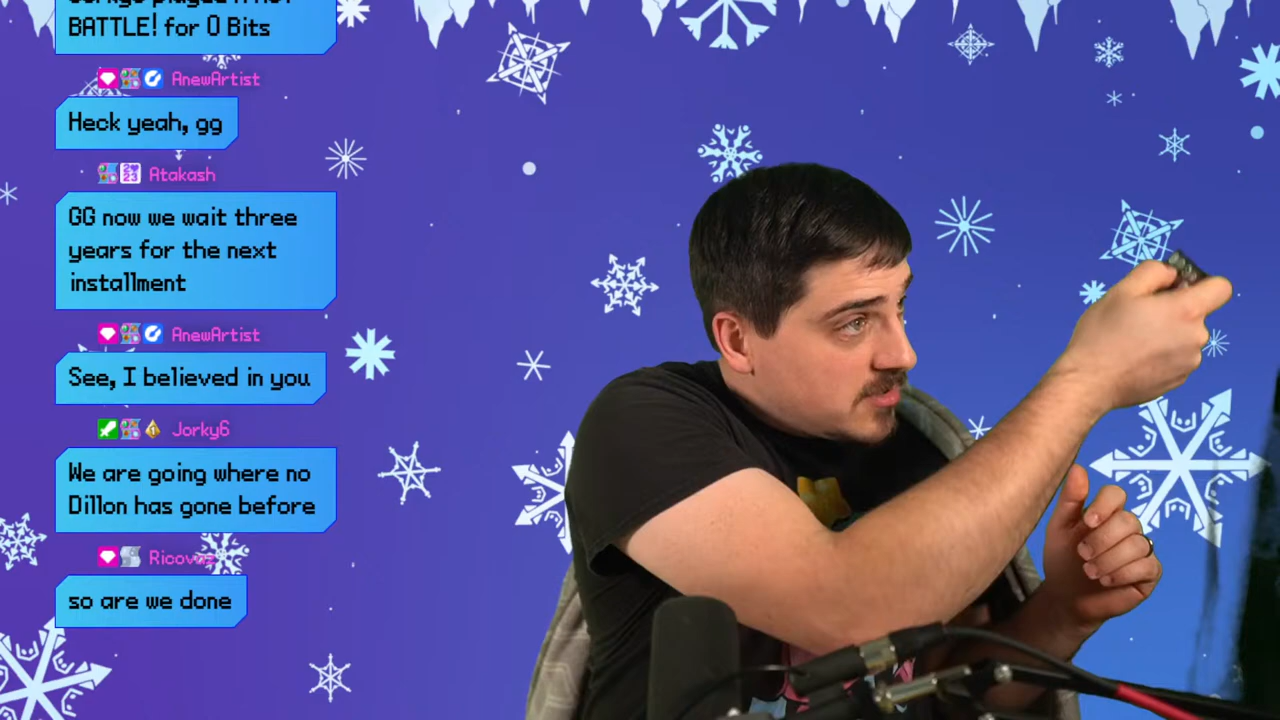 BATTLE! for 0 Bits
AnewArtist
Heck yeah, gg
Atakash
GG now we wait three
years for the next
installment
AnewArtist
See, I believed in you
Jorky6
We are going where no
Dillon has gone before
so are we done